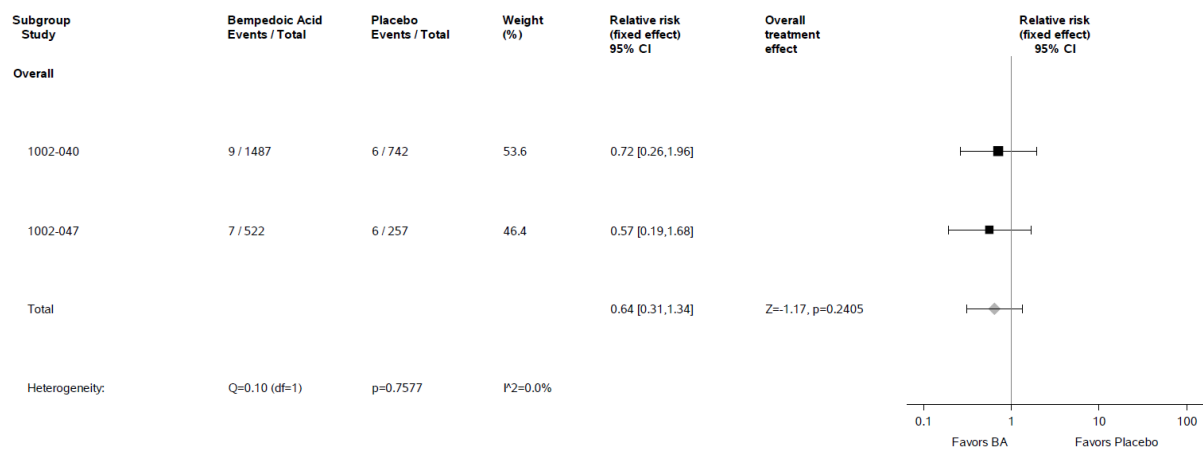 Subgroup Bempedoic Acid Placebo Weight Relative risk Overall Relative risk
Study Events / Total Events / Total (%) (fixed effect) treatment (fixed effect)
95% CI effect 95% CI
Overall
1002-040 9 / 1487 6 / 742 53.6 0.72 [0.26,1.96]
1002-047 7 / 522 6 / 257 46.4 0.57 [0.19,1.68]
Total 0.64 [0.31,1.34] Z=-1.17, p=0.2405
Heterogeneity: Q=0.10 (df=1) p=0.7577 I^2=0.0%
0.1 1 10 100
Favors BA Favors Placebo